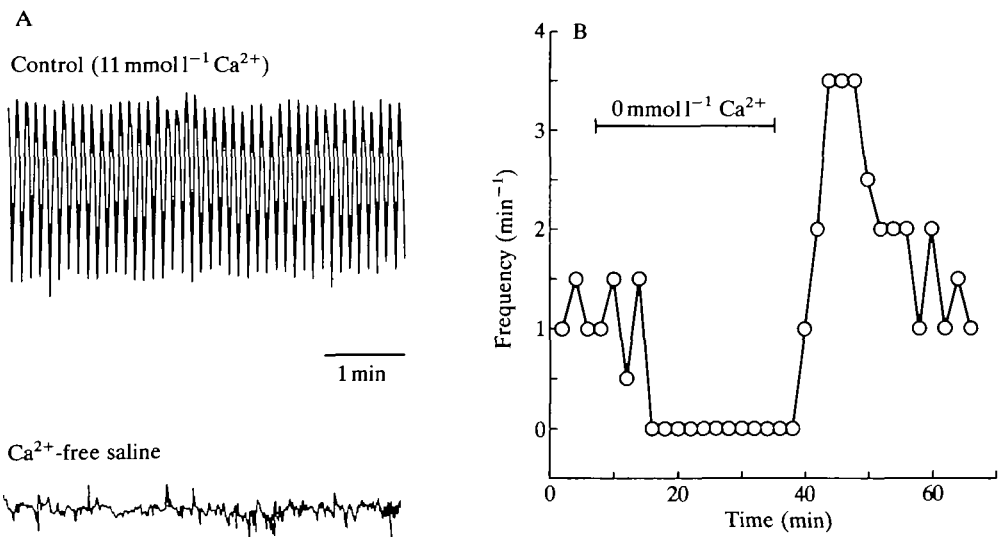 A
Control (11 mmol l⁻¹ Ca²⁺)
1 min
Ca²⁺-free saline
B
0 mmol l⁻¹ Ca²⁺
Frequency (min⁻¹)
4
3
2
1
0
0 20 40 60
Time (min)